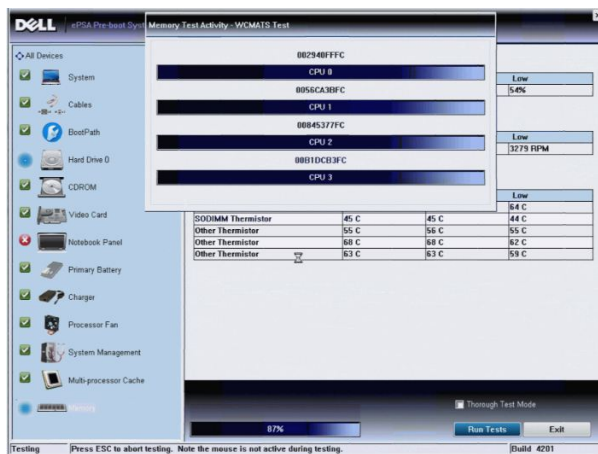 DELL
ePSA Pre-boot Syst
Memory Test Activity - WCMATS Test
002940FFFC
CPU 0
0056CA3BFC
CPU 1
00845377FC
CPU 2
00B1DCB3FC
CPU 3
All Devices
System
Cables
BootPath
Hard Drive 0
CDROM
Video Card
Notebook Panel
Primary Battery
Charger
Processor Fan
System Management
Multi-processor Cache
Memory
Low
54%
Low
3279 RPM
Low
64 C
SODIMM Thermistor 45 C 45 C 44 C
Other Thermistor 55 C 56 C 55 C
Other Thermistor 68 C 68 C 62 C
Other Thermistor 63 C 63 C 59 C
Thorough Test Mode
87%
Run Tests
Exit
Testing
Press ESC to abort testing. Note the mouse is not active during testing.
Build 4201